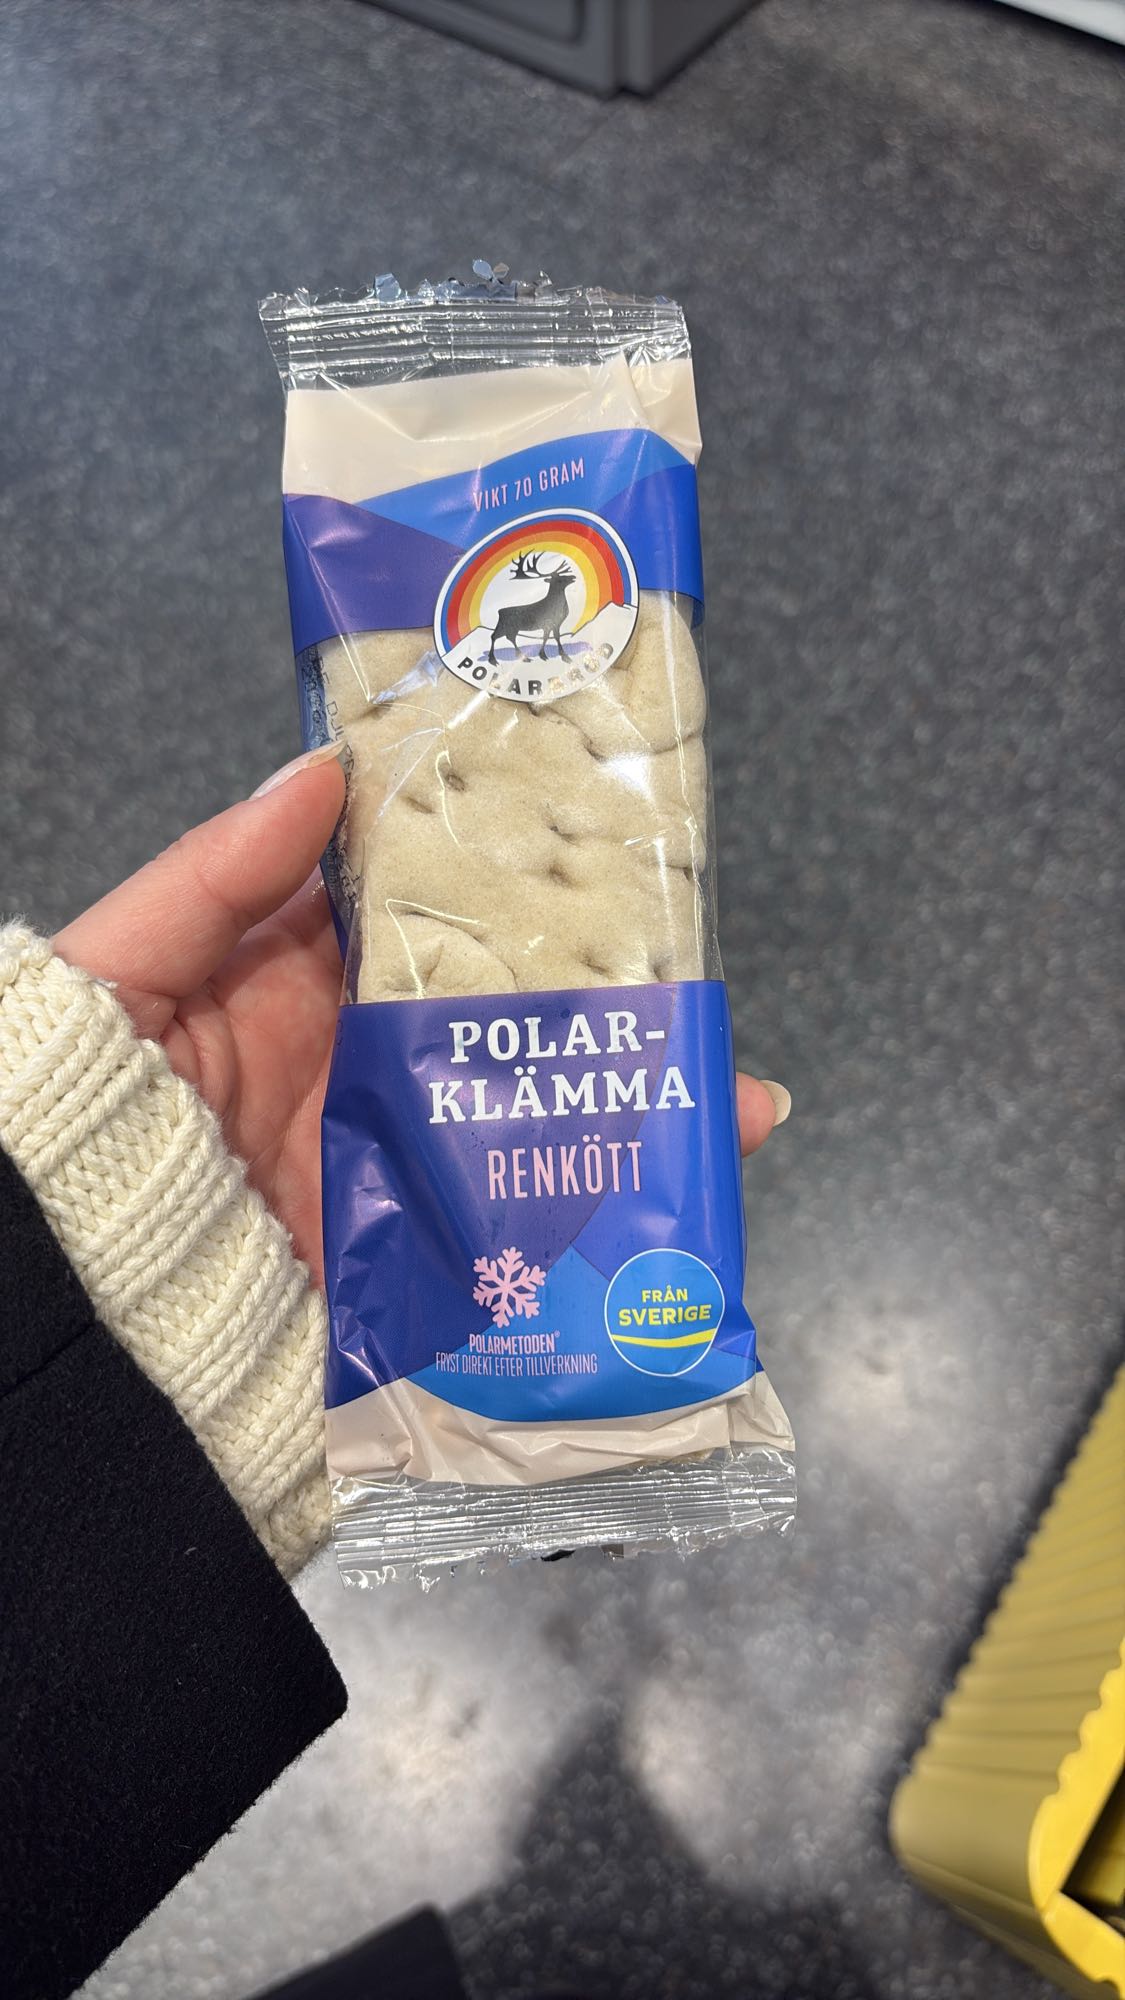 VIKT 70 GRAM
POLARBRÖD
POLAR-
KLÄMMA
RENKÖTT
POLARMETODEN®
FRYST DIREKT EFTER TILLVERKNING
FRÅN
SVERIGE